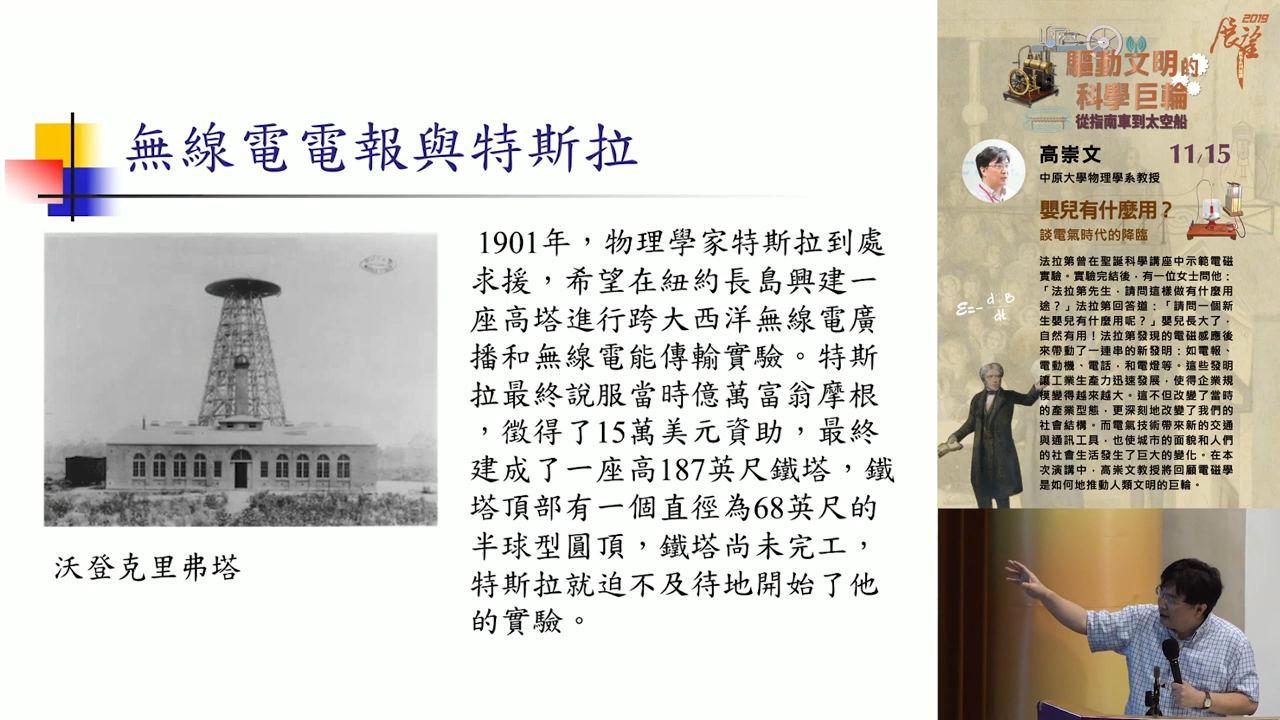 無線電電報與特斯拉
1901年，物理學家特斯拉到處
求援，希望在紐約長島興建一
座高塔進行跨大西洋無線電廣
播和無線電能傳輸實驗。特斯
拉最終說服當時億萬富翁摩根
，徵得了15萬美元資助，最終
建成了一座高187英尺鐵塔，鐵
塔頂部有一個直徑為68英尺的
半球型圓頂，鐵塔尚未完工，
特斯拉就迫不及待地開始了他
的實驗。
沃登克里弗塔
2019
展望
驅動文明的
科學巨輪
從指南車到太空船
高崇文
11/15
中原大學物理學系教授
嬰兒有什麼用？
談電氣時代的降臨
法拉第曾在聖誕科學講座中示範電磁
實驗。實驗完結後，有一位女士問他：
「法拉第先生，請問這樣做有什麼用
途？」法拉第回答道：「請問一個新
生嬰兒有什麼用呢？」嬰兒長大了，
自然有用！法拉第發現的電磁感應後
來帶動了一連串的新發明：如電報、
電動機、電話，和電燈等。這些發明
讓工業生產力迅速發展，使得企業規
模變得越來越大。這不但改變了當時
的產業型態，更深刻地改變了我們的
社會結構。而電氣技術帶來新的交通
與通訊工具，也使城市的面貌和人們
的社會生活發生了巨大的變化。在本
次演講中，高崇文教授將回顧電磁學
是如何地推動人類文明的巨輪。